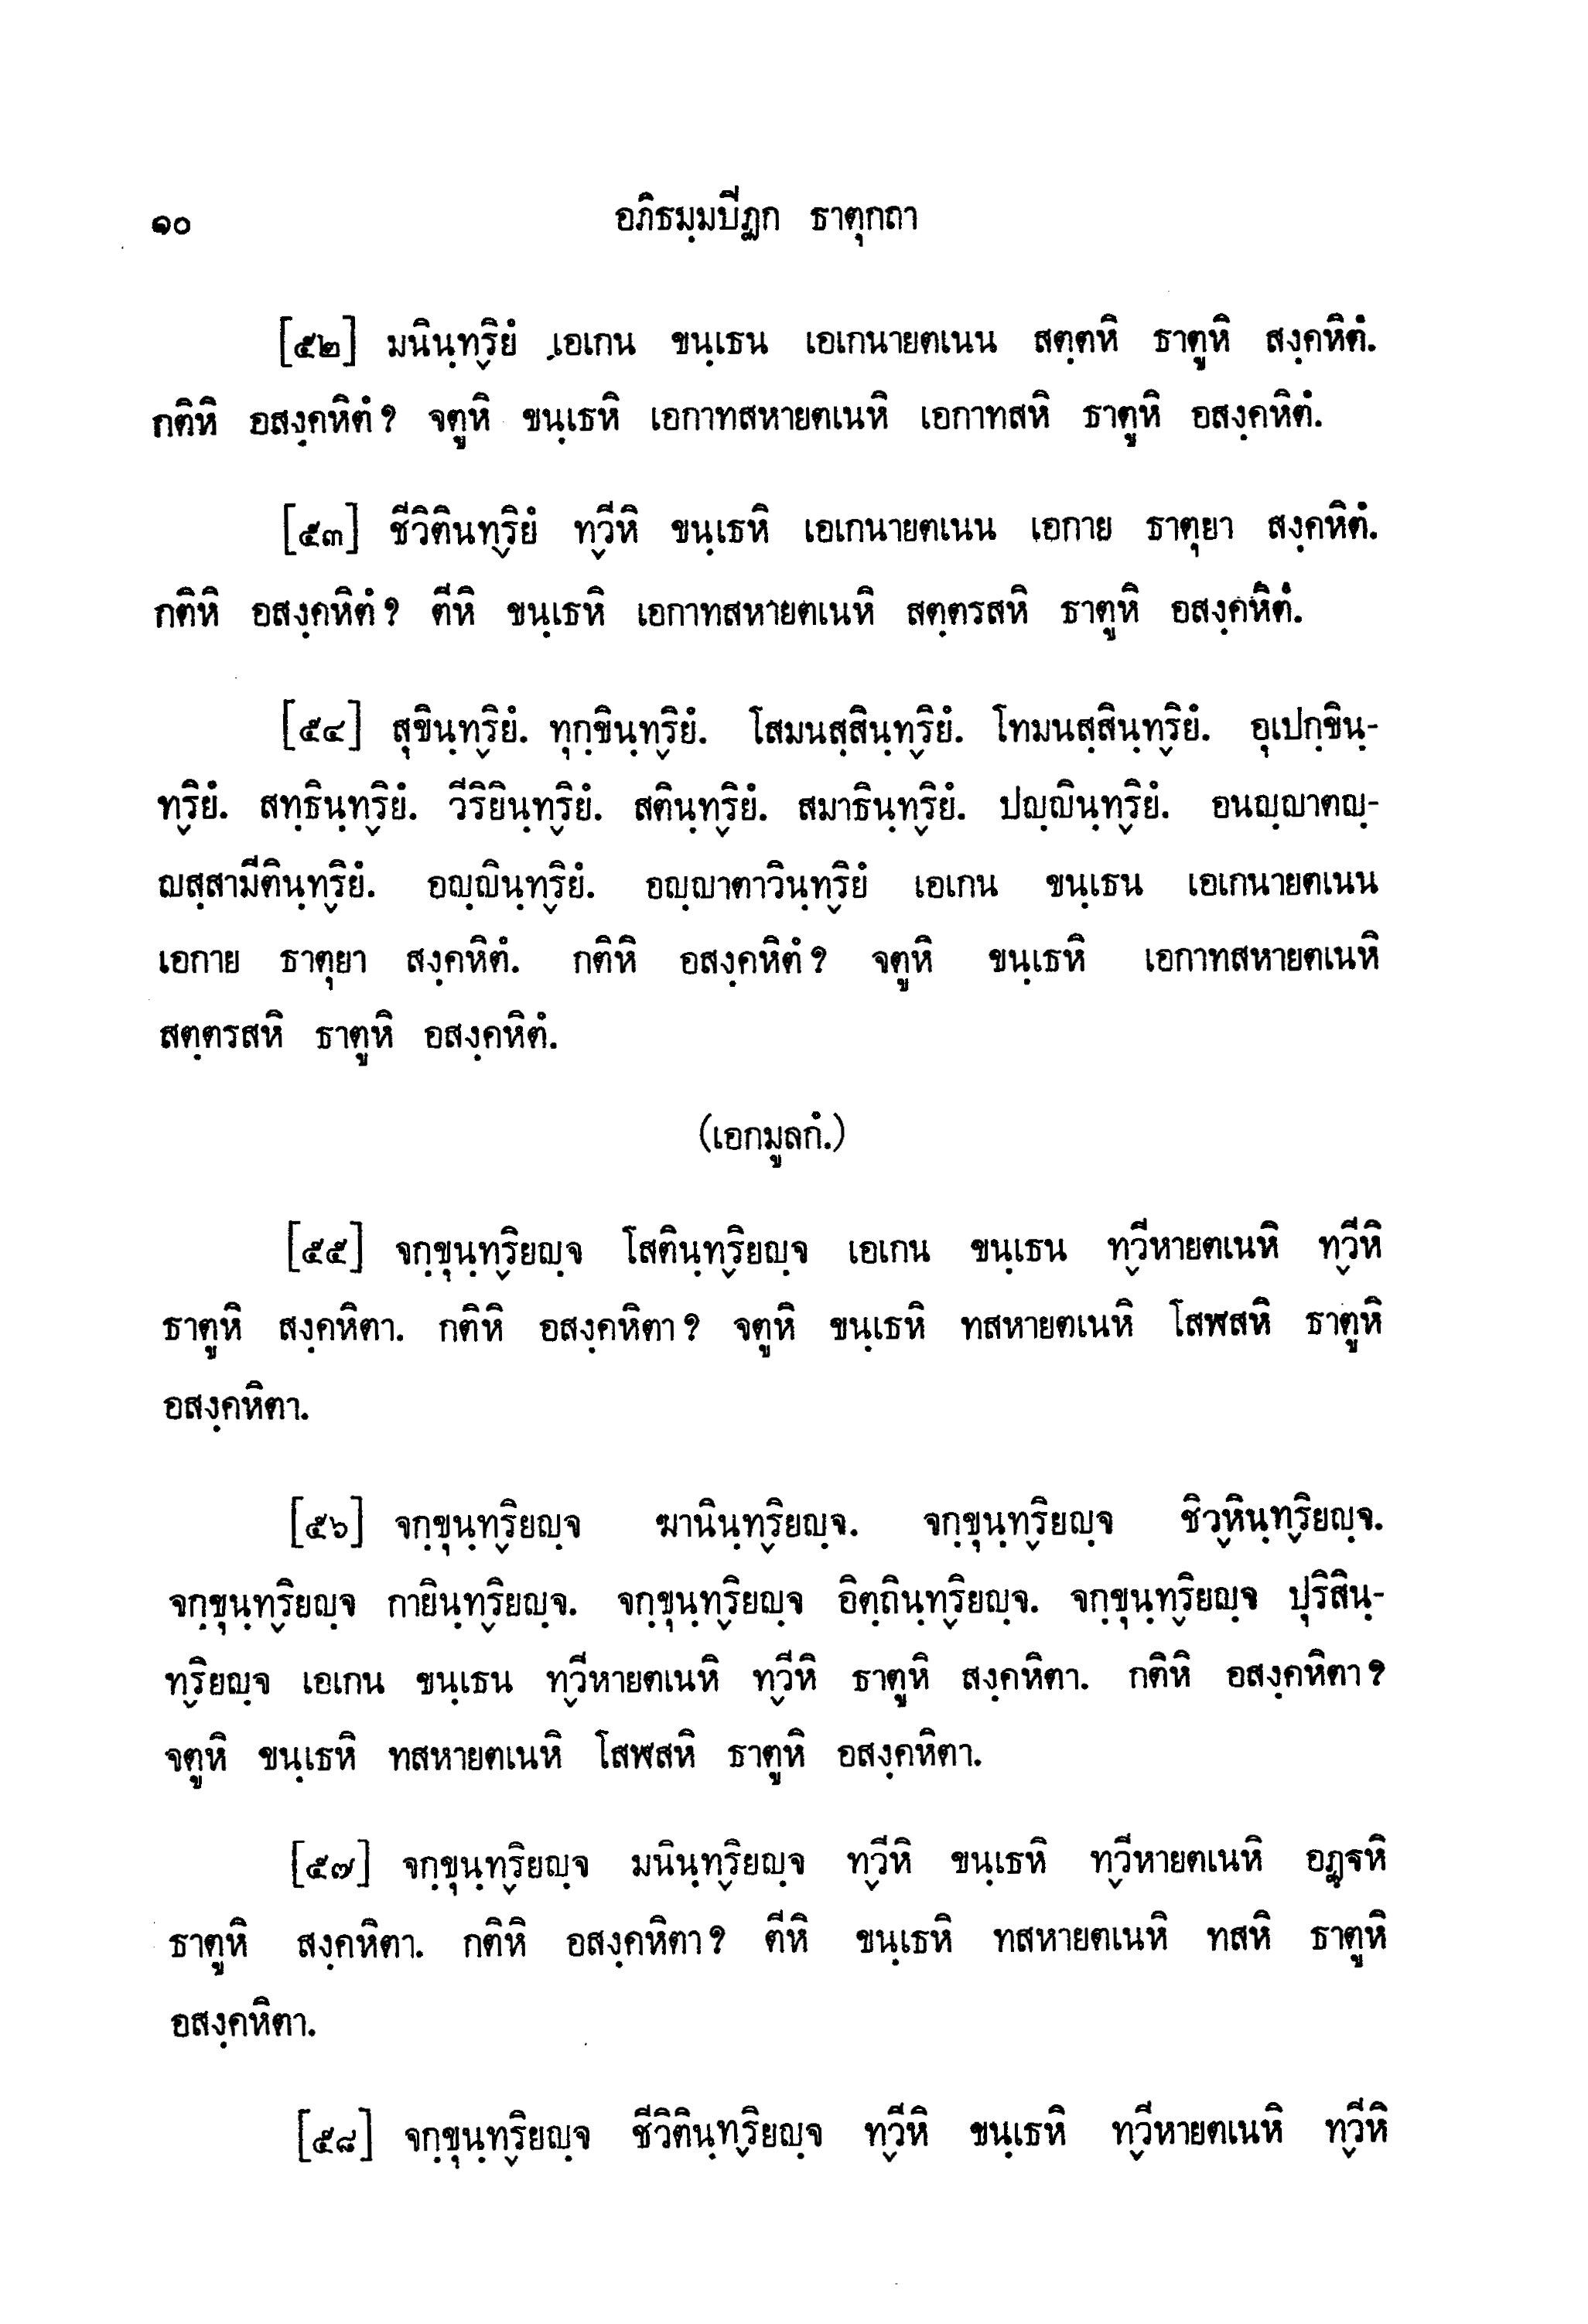 ๑๐ อภิธมฺมปีฏก ธาตุกถา
[๕๒] มนินฺท๎ริยํ เอเกน ขนฺเธน เอเกนายตเนน สตฺตหิ ธาตูหิ สงฺคหิตํ.
กติหิ อสงฺคหิตํ? จตูหิ ขนฺเธหิ เอกาทสหายตเนหิ เอกาทสหิ ธาตูหิ อสงฺคหิตํ.
[๕๓] ชีวิตินท๎ริยํ ท๎วีหิ ขนฺเธหิ เอเกนายตเนน เอกาย ธาตุยา สงฺคหิตํ.
กติหิ อสงฺคหิตํ? ตีหิ ขนฺเธหิ เอกาทสหายตเนหิ สตฺตรสหิ ธาตูหิ อสงฺคหิตํ.
[๕๔] สุขินฺท๎ริยํ. ทุกฺขินฺท๎ริยํ. โสมนสฺสินฺท๎ริยํ. โทมนสฺสินฺท๎ริยํ. อุเปกฺขินฺ-
ท๎ริยํ. สทฺธินฺท๎ริยํ. วีริยินฺท๎ริยํ. สตินฺท๎ริยํ. สมาธินฺท๎ริยํ. ปญฺญินฺท๎ริยํ. อนญฺญาตญฺ-
ญสฺสามีตินฺท๎ริยํ. อญฺญินฺท๎ริยํ. อญฺญาตาวินฺท๎ริยํ เอเกน ขนฺเธน เอเกนายตเนน
เอกาย ธาตุยา สงฺคหิตํ. กติหิ อสงฺคหิตํ? จตูหิ ขนฺเธหิ เอกาทสหายตเนหิ
สตฺตรสหิ ธาตูหิ อสงฺคหิตํ.
(เอกมูลกํ.)
[๕๕] จกฺขุนฺท๎ริยญฺจ โสตินฺท๎ริยญฺจ เอเกน ขนฺเธน ท๎วีหายตเนหิ ท๎วีหิ
ธาตูหิ สงฺคหิตา. กติหิ อสงฺคหิตา? จตูหิ ขนฺเธหิ ทสหายตเนหิ โสฬสหิ ธาตูหิ
อสงฺคหิตา.
[๕๖] จกฺขุนฺท๎ริยญฺจ ฆานินฺท๎ริยญฺจ. จกฺขุนฺท๎ริยญฺจ ชิว๎หินฺท๎ริยญฺจ.
จกฺขุนฺท๎ริยญฺจ กายินฺท๎ริยญฺจ. จกฺขุนฺท๎ริยญฺจ อิตฺถินฺท๎ริยญฺจ. จกฺขุนฺท๎ริยญฺจ ปุริสินฺ-
ท๎ริยญฺจ เอเกน ขนฺเธน ท๎วีหายตเนหิ ท๎วีหิ ธาตูหิ สงฺคหิตา. กติหิ อสงฺคหิตา?
จตูหิ ขนฺเธหิ ทสหายตเนหิ โสฬสหิ ธาตูหิ อสงฺคหิตา.
[๕๗] จกฺขุนฺท๎ริยญฺจ มนินฺท๎ริยญฺจ ท๎วีหิ ขนฺเธหิ ท๎วีหายตเนหิ อฏฺฐหิ
ธาตูหิ สงฺคหิตา. กติหิ อสงฺคหิตา? ตีหิ ขนฺเธหิ ทสหายตเนหิ ทสหิ ธาตูหิ
อสงฺคหิตา.
[๕๘] จกฺขุนฺท๎ริยญฺจ ชีวิตินฺท๎ริยญฺจ ท๎วีหิ ขนฺเธหิ ท๎วีหายตเนหิ ท๎วีหิ